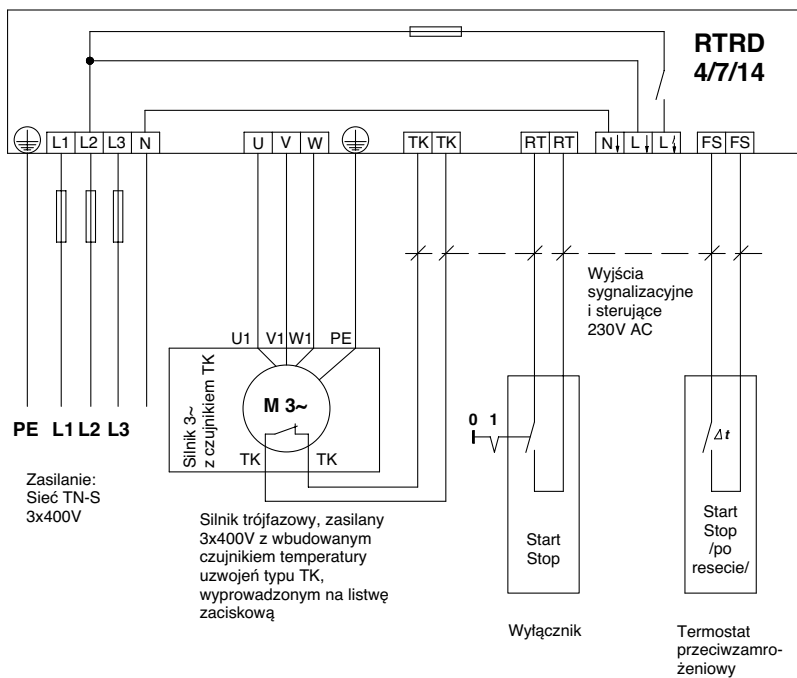 RTRD
4/7/14
L1 L2 L3 N U V W TK TK RT RT N L L FS FS
Wyjścia
sygnalizacyjne
i sterujące
230V AC
U1 V1 W1 PE
Silnik 3~
z czujnikiem TK
M 3~
TK TK
0 1
Δt
PE L1 L2 L3
Zasilanie:
Sieć TN-S
3x400V
Silnik trójfazowy, zasilany
3x400V z wbudowanym
czujnikiem temperatury
uzwojeń typu TK,
wyprowadzonym na listwę
zaciskową
Start
Stop
Wyłącznik
Start
Stop
/po
resecie/
Termostat
przeciwzamro-
żeniowy